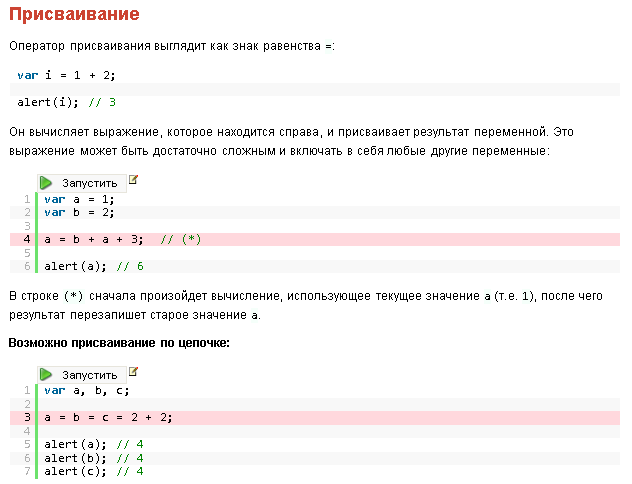 Присваивание
Оператор присваивания выглядит как знак равенства =:
var i = 1 + 2;
alert(i); // 3
Он вычисляет выражение, которое находится справа, и присваивает результат переменной. Это
выражение может быть достаточно сложным и включать в себя любые другие переменные:
Запустить
1 var a = 1;
2 var b = 2;
3
4 a = b + a + 3;  // (*)
5
6 alert(a); // 6
В строке (*) сначала произойдет вычисление, использующее текущее значение a (т.е. 1), после чего
результат перезапишет старое значение a.
Возможно присваивание по цепочке:
Запустить
1 var a, b, c;
2
3 a = b = c = 2 + 2;
4
5 alert(a); // 4
6 alert(b); // 4
7 alert(c); // 4